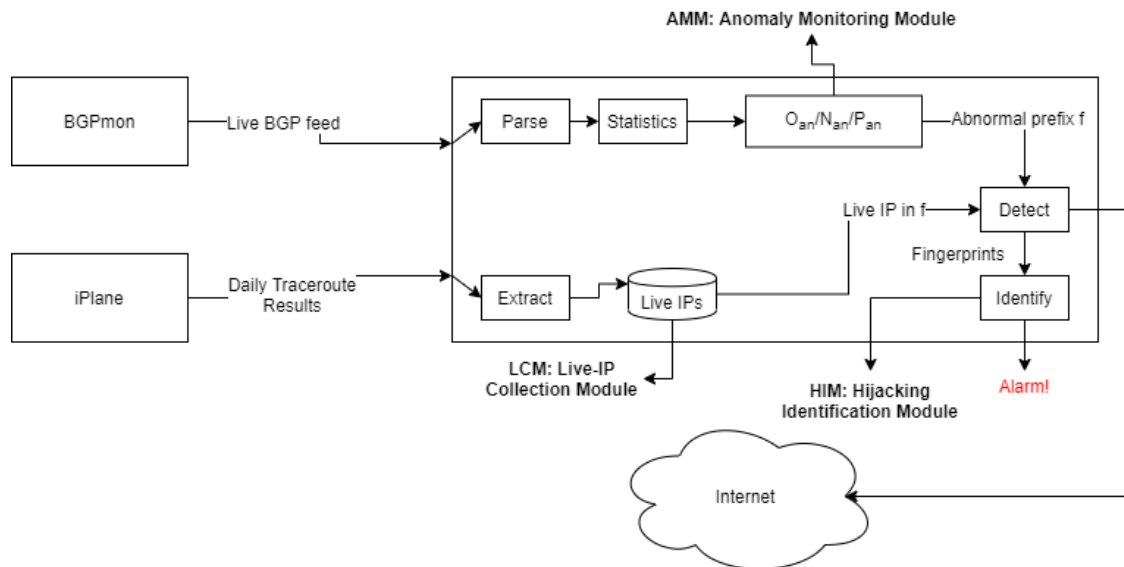 AMM: Anomaly Monitoring Module
BGPmon
Live BGP feed
Parse
Statistics
Oan/Nan/Pan
Abnormal prefix f
Live IP in f
Detect
Fingerprints
iPlane
Daily Traceroute
Results
Extract
Live IPs
Identify
LCM: Live-IP
Collection Module
HIM: Hijacking
Identification Module
Alarm!
Internet